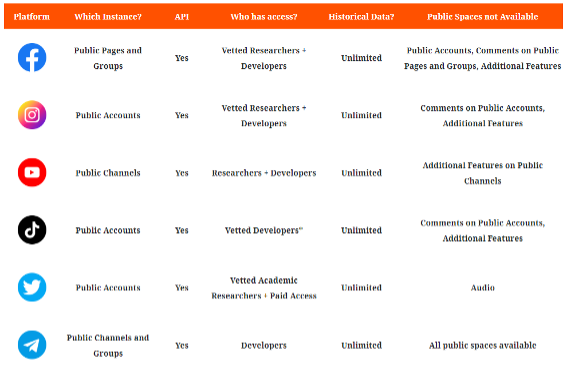 Platform Which Instance? API Who has access? Historical Data? Public Spaces not Available
Public Pages and Groups Yes Vetted Researchers + Developers Unlimited Public Accounts, Comments on Public Pages and Groups, Additional Features
Public Accounts Yes Vetted Researchers + Developers Unlimited Comments on Public Accounts, Additional Features
Public Channels Yes Researchers + Developers Unlimited Additional Features on Public Channels
Public Accounts Yes Vetted Developers" Unlimited Comments on Public Accounts, Additional Features
Public Accounts Yes Vetted Academic Researchers + Paid Access Unlimited Audio
Public Channels and Groups Yes Developers Unlimited All public spaces available